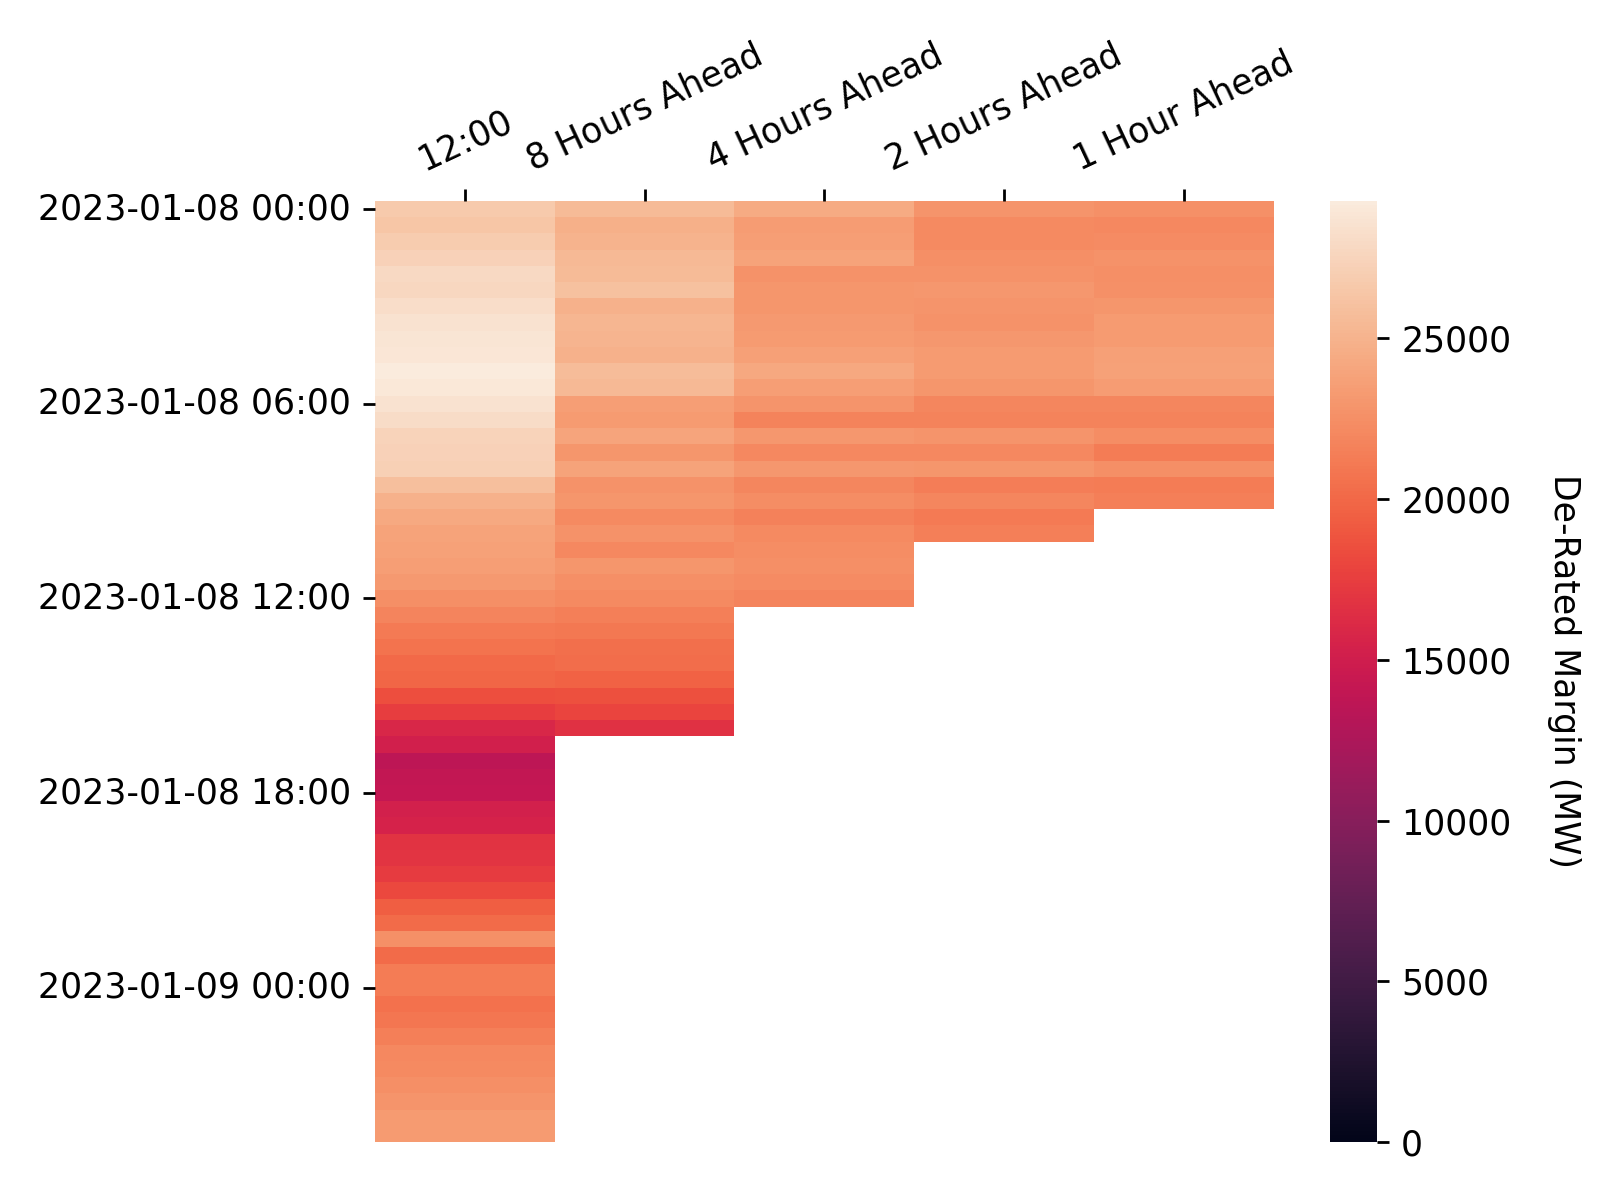 12:00
8 Hours Ahead
4 Hours Ahead
2 Hours Ahead
1 Hour Ahead
2023-01-08 00:00
2023-01-08 06:00
2023-01-08 12:00
2023-01-08 18:00
2023-01-09 00:00
25000
20000
15000
10000
5000
0
De-Rated Margin (MW)